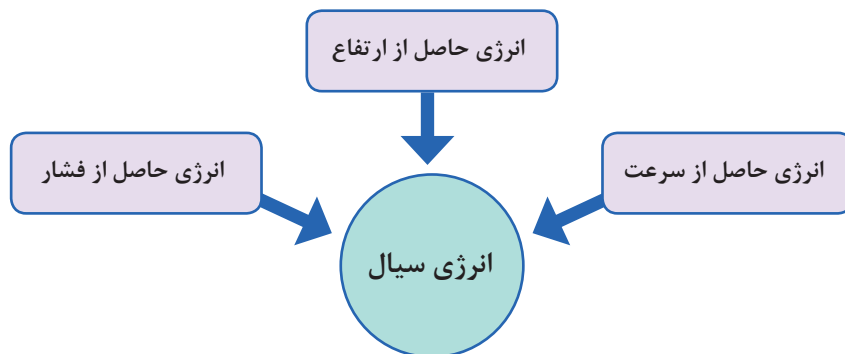 انرژی حاصل از ارتفاع
انرژی حاصل از سرعت
انرژی حاصل از فشار
انرژی سیال